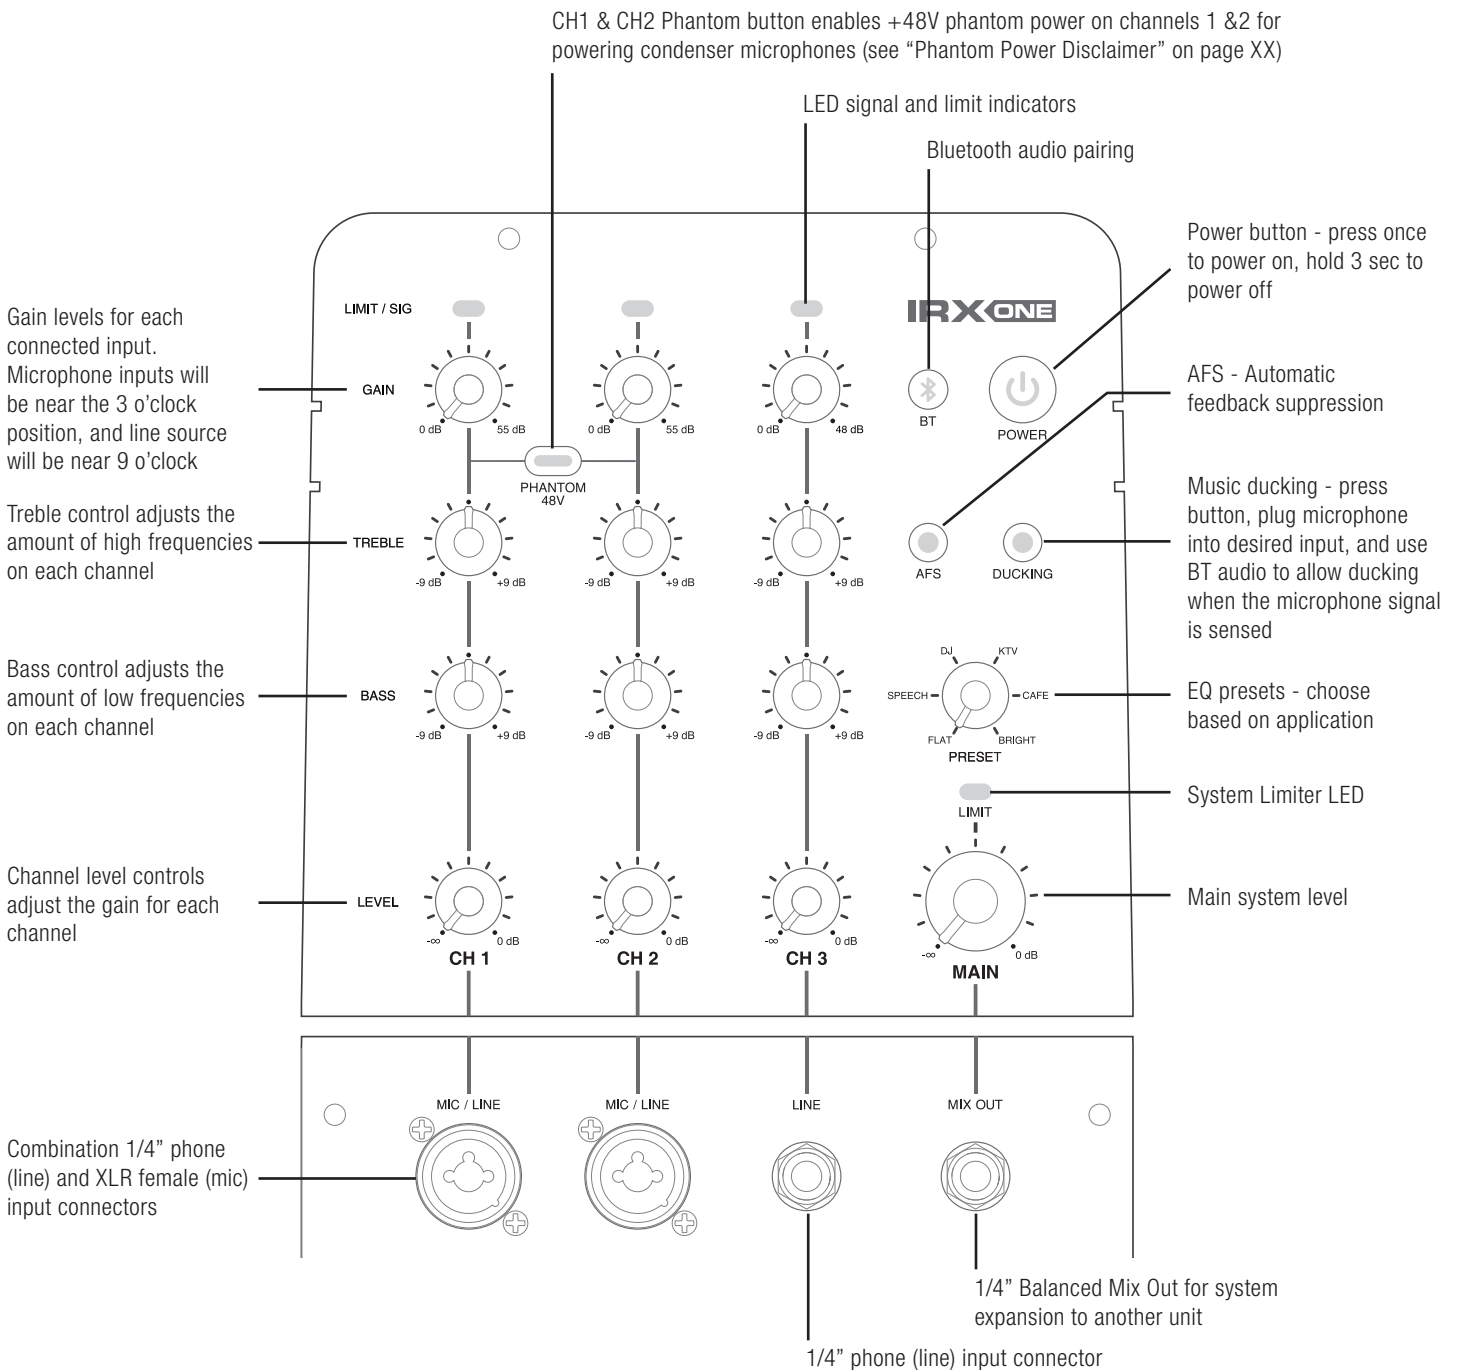 CH1 & CH2 Phantom button enables +48V phantom power on channels 1 &2 for
powering condenser microphones (see “Phantom Power Disclaimer” on page XX)
LED signal and limit indicators
Bluetooth audio pairing
Power button - press once
to power on, hold 3 sec to
power off
Gain levels for each
connected input.
Microphone inputs will
be near the 3 o’clock
position, and line source
will be near 9 o’clock
LIMIT / SIG
IRX ONE
GAIN
0 dB 55 dB 0 dB 55 dB 0 dB 48 dB
BT
POWER
AFS - Automatic
feedback suppression
PHANTOM
48V
Treble control adjusts the
amount of high frequencies
on each channel
TREBLE
-9 dB +9 dB -9 dB +9 dB -9 dB +9 dB
AFS DUCKING
Music ducking - press
button, plug microphone
into desired input, and use
BT audio to allow ducking
when the microphone signal
is sensed
Bass control adjusts the
amount of low frequencies
on each channel
BASS
-9 dB +9 dB -9 dB +9 dB -9 dB +9 dB
DJ KTV
SPEECH CAFE
FLAT BRIGHT
PRESET
EQ presets - choose
based on application
LIMIT
System Limiter LED
Channel level controls
adjust the gain for each
channel
LEVEL
-∞ 0 dB -∞ 0 dB -∞ 0 dB -∞ 0 dB
CH 1 CH 2 CH 3 MAIN
Main system level
MIC / LINE MIC / LINE LINE MIX OUT
Combination 1/4” phone
(line) and XLR female (mic)
input connectors
1/4” Balanced Mix Out for system
expansion to another unit
1/4” phone (line) input connector